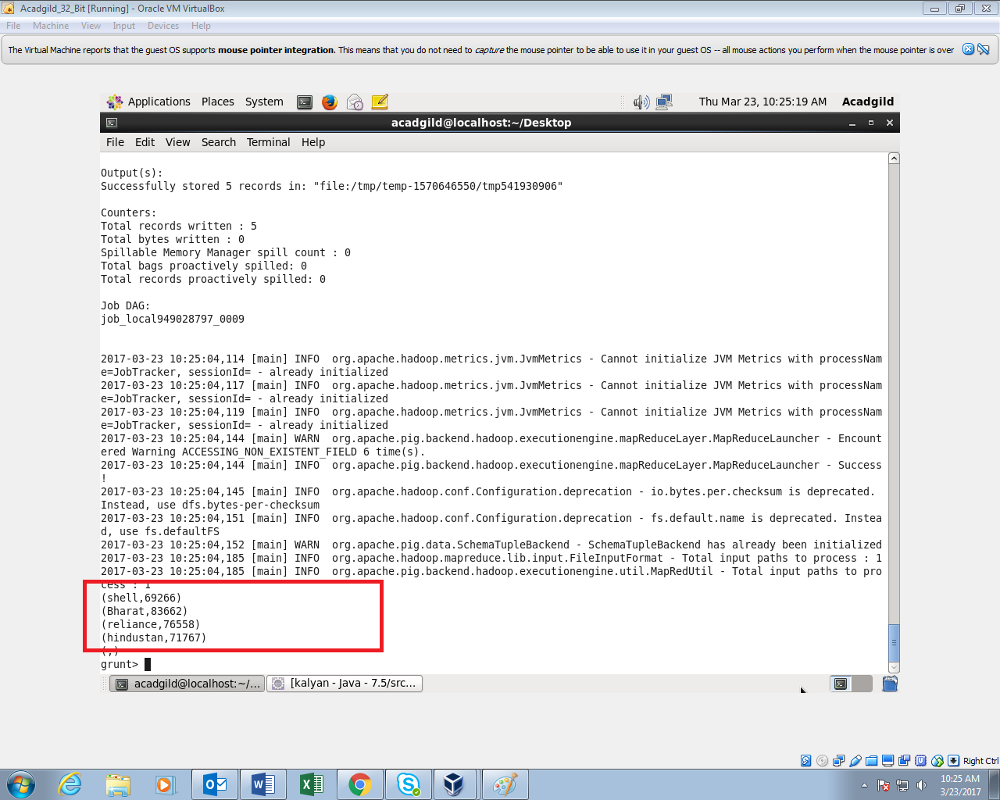 Acadgild_32_Bit [Running] - Oracle VM VirtualBox
File Machine View Input Devices Help
The Virtual Machine reports that the guest OS supports mouse pointer integration. This means that you do not need to capture the mouse pointer to be able to use it in your guest OS -- all mouse actions you perform when the mouse pointer is over
Applications Places System Thu Mar 23, 10:25:19 AM Acadgild
acadgild@localhost:~/Desktop
File Edit View Search Terminal Help
Output(s):
Successfully stored 5 records in: "file:/tmp/temp-1570646550/tmp541930906"
Counters:
Total records written : 5
Total bytes written : 0
Spillable Memory Manager spill count : 0
Total bags proactively spilled: 0
Total records proactively spilled: 0
Job DAG:
job_local949028797_0009
2017-03-23 10:25:04,114 [main] INFO  org.apache.hadoop.metrics.jvm.JvmMetrics - Cannot initialize JVM Metrics with processNam
e=JobTracker, sessionId= - already initialized
2017-03-23 10:25:04,117 [main] INFO  org.apache.hadoop.metrics.jvm.JvmMetrics - Cannot initialize JVM Metrics with processNam
e=JobTracker, sessionId= - already initialized
2017-03-23 10:25:04,119 [main] INFO  org.apache.hadoop.metrics.jvm.JvmMetrics - Cannot initialize JVM Metrics with processNam
e=JobTracker, sessionId= - already initialized
2017-03-23 10:25:04,144 [main] WARN  org.apache.pig.backend.hadoop.executionengine.mapReduceLayer.MapReduceLauncher - Encount
ered Warning ACCESSING_NON_EXISTENT_FIELD 6 time(s).
2017-03-23 10:25:04,144 [main] INFO  org.apache.pig.backend.hadoop.executionengine.mapReduceLayer.MapReduceLauncher - Success
!
2017-03-23 10:25:04,145 [main] INFO  org.apache.hadoop.conf.Configuration.deprecation - io.bytes.per.checksum is deprecated.
Instead, use dfs.bytes-per-checksum
2017-03-23 10:25:04,151 [main] INFO  org.apache.hadoop.conf.Configuration.deprecation - fs.default.name is deprecated. Instea
d, use fs.defaultFS
2017-03-23 10:25:04,152 [main] WARN  org.apache.pig.data.SchemaTupleBackend - SchemaTupleBackend has already been initialized
2017-03-23 10:25:04,185 [main] INFO  org.apache.hadoop.mapreduce.lib.input.FileInputFormat - Total input paths to process : 1
2017-03-23 10:25:04,185 [main] INFO  org.apache.pig.backend.hadoop.executionengine.util.MapRedUtil - Total input paths to pro
cess : 1
(shell,69266)
(Bharat,83662)
(reliance,76558)
(hindustan,71767)
(,)
grunt>
acadgild@localhost:~/... [kalyan - Java - 7.5/src...
Right Ctrl
10:25 AM
3/23/2017